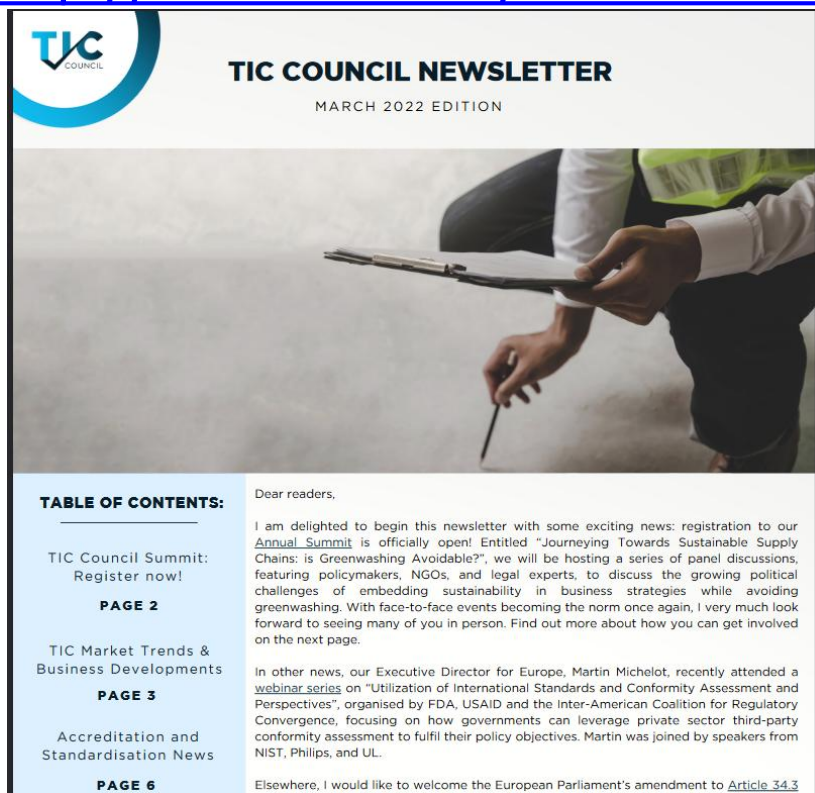 TIC
COUNCIL
TIC COUNCIL NEWSLETTER
MARCH 2022 EDITION
TABLE OF CONTENTS:
TIC Council Summit:
Register now!
PAGE 2
TIC Market Trends &
Business Developments
PAGE 3
Accreditation and
Standardisation News
PAGE 6
Dear readers,
I am delighted to begin this newsletter with some exciting news: registration to our
Annual Summit is officially open! Entitled “Journeying Towards Sustainable Supply
Chains: is Greenwashing Avoidable?”, we will be hosting a series of panel discussions,
featuring policymakers, NGOs, and legal experts, to discuss the growing political
challenges of embedding sustainability in business strategies while avoiding
greenwashing. With face-to-face events becoming the norm once again, I very much look
forward to seeing many of you in person. Find out more about how you can get involved
on the next page.
In other news, our Executive Director for Europe, Martin Michelot, recently attended a
webinar series on “Utilization of International Standards and Conformity Assessment and
Perspectives”, organised by FDA, USAID and the Inter-American Coalition for Regulatory
Convergence, focusing on how governments can leverage private sector third-party
conformity assessment to fulfil their policy objectives. Martin was joined by speakers from
NIST, Philips, and UL.
Elsewhere, I would like to welcome the European Parliament’s amendment to Article 34.3